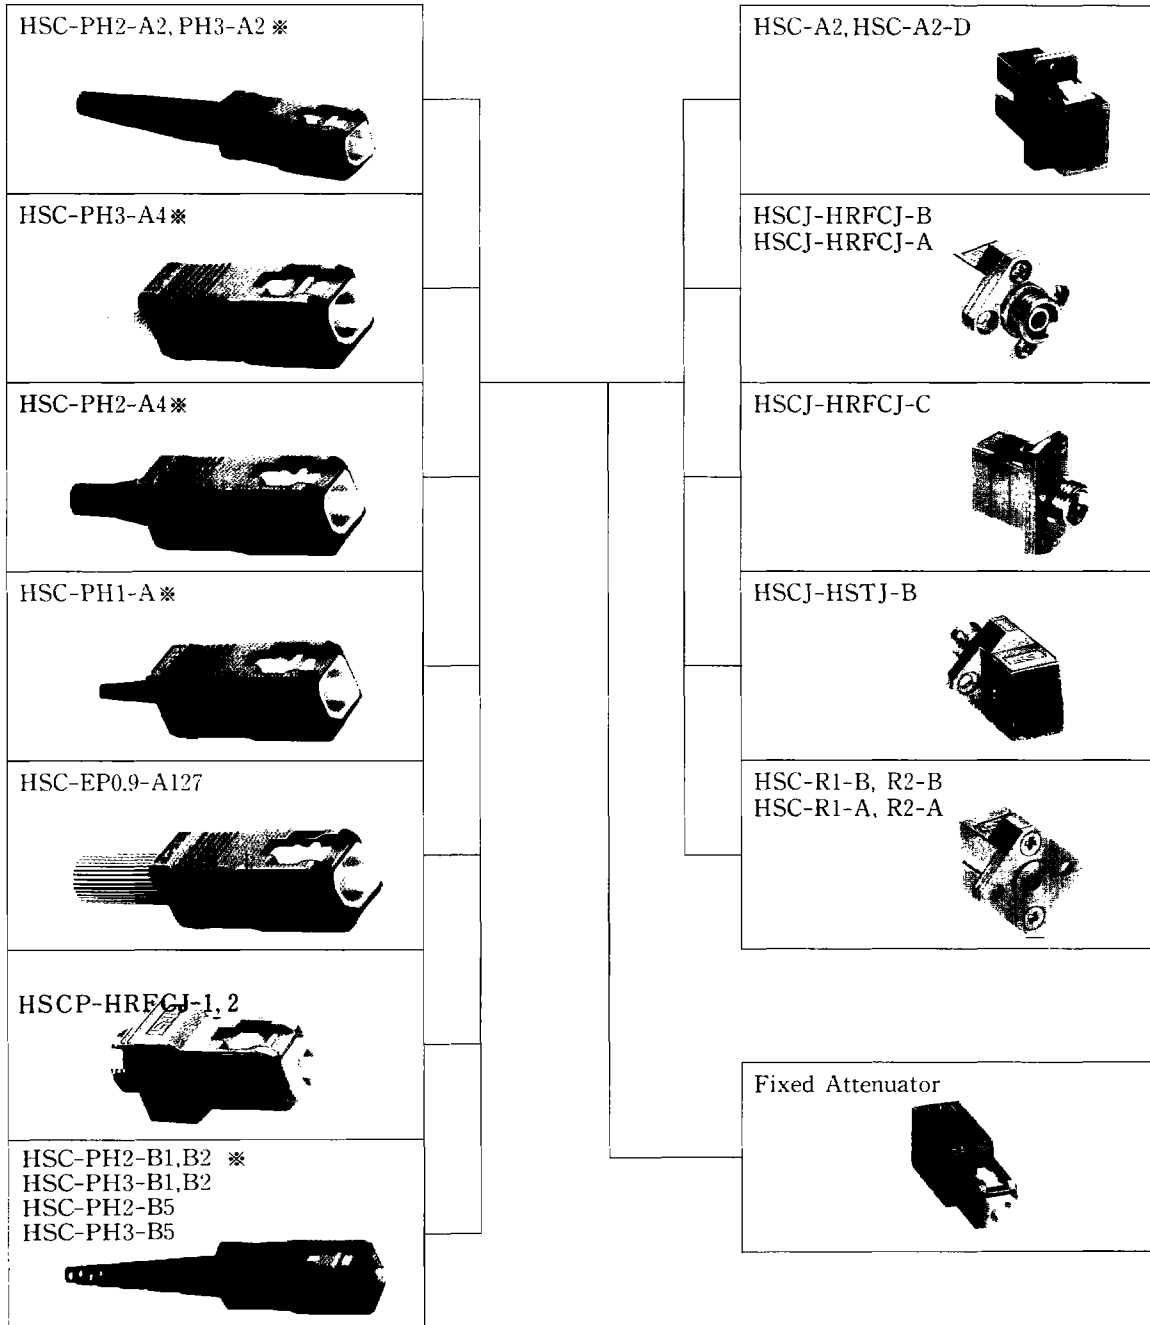 HSC-PH2-A2, PH3-A2 ※
HSC-PH3-A4※
HSC-PH2-A4※
HSC-PH1-A※
HSC-EP0.9-A127
HSCP-HRFCJ-1, 2
HSC-PH2-B1,B2 ※
HSC-PH3-B1,B2
HSC-PH2-B5
HSC-PH3-B5
HSC-A2, HSC-A2-D
HSCJ-HRFCJ-B
HSCJ-HRFCJ-A
HSCJ-HRFCJ-C
HSCJ-HSTJ-B
HSC-R1-B, R2-B
HSC-R1-A, R2-A
Fixed Attenuator